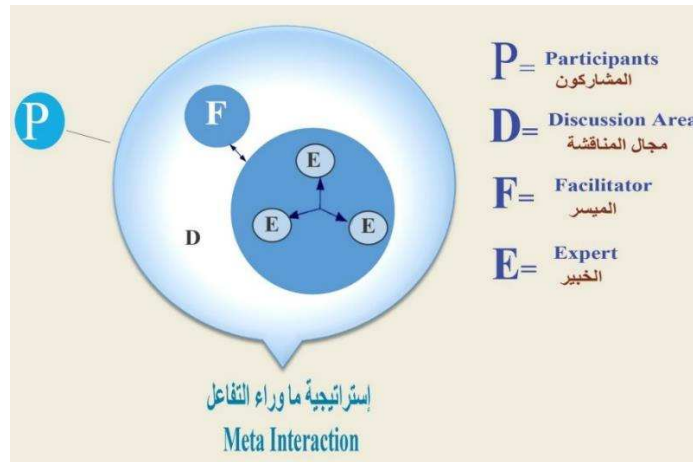 P= Participants
المشاركون
D= Discussion Area
مجال المناقشة
F= Facilitator
الميسر
E= Expert
الخبير
P
F
E
E
E
D
إستراتيجية ما وراء التفاعل
Meta Interaction